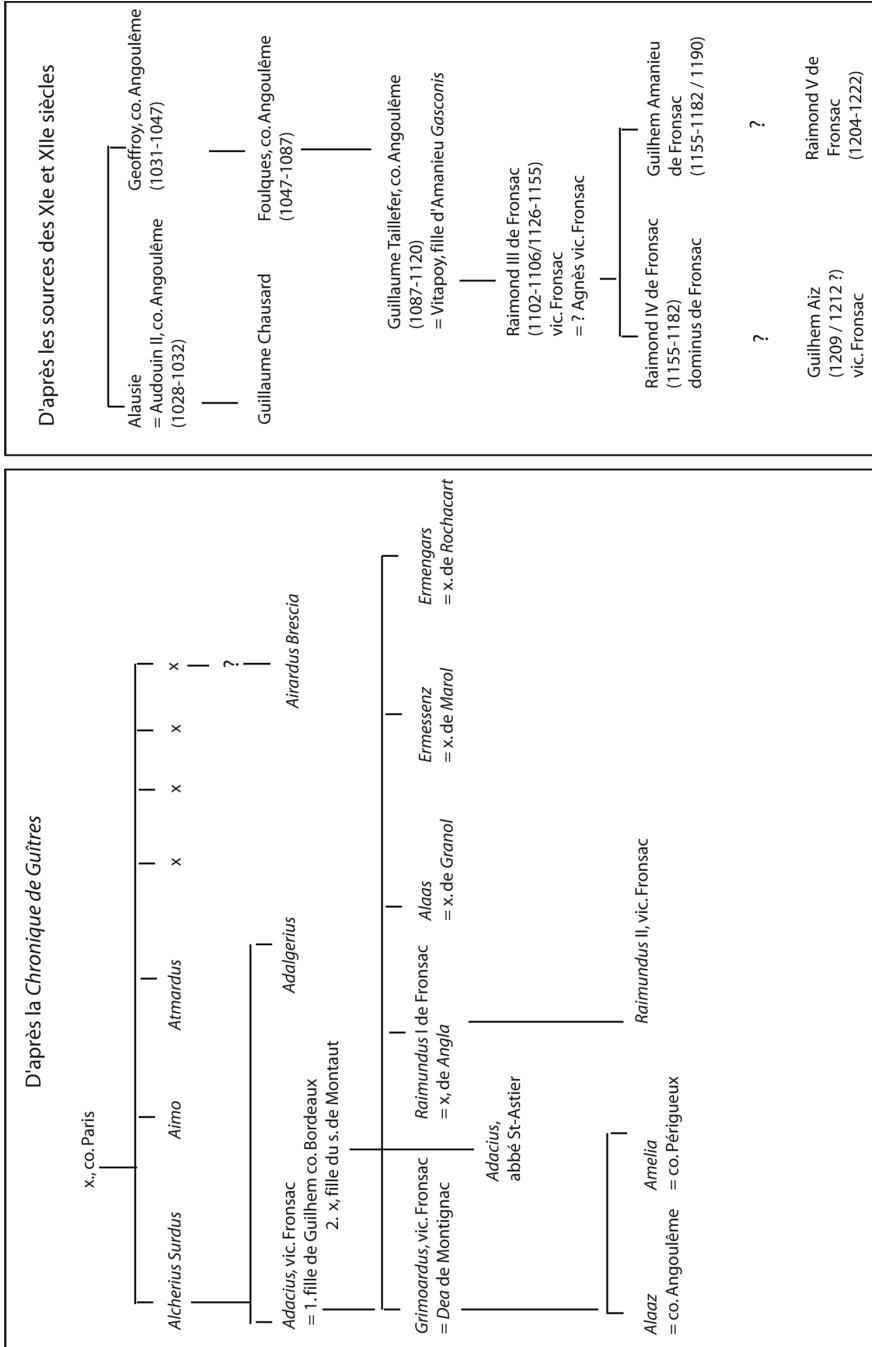 D'après la Chronique de Guîtres
x., co. Paris
Alcherius Surdus
Aimo
Atmardus
x
x
x
x
?
Adacius, vic. Fronsac
= 1. fille de Guilhem co. Bordeaux
2. x, fille du s. de Montaut
Adalgerius
Airardus Brescia
Grimoardus, vic. Fronsac
= Dea de Montignac
Raimundus I de Fronsac
= x, de Angla
Alaas
= x. de Granol
Ermessenz
= x. de Marol
Ermengars
= x. de Rochacart
Adacius,
abbé St-Astier
Alaaz
= co. Angoulême
Amelia
= co. Périgueux
Raimundus II, vic. Fronsac
D'après les sources des XIe et XIIe siècles
Alausie
= Audouin II, co. Angoulême
(1028-1032)
Geoffroy, co. Angoulême
(1031-1047)
Guillaume Chausard
Foulques, co. Angoulême
(1047-1087)
Guillaume Taillefer, co. Angoulême
(1087-1120)
= Vitapoy, fille d'Amanieu Gasconis
Raimond III de Fronsac
(1102-1106/1126-1155)
vic. Fronsac
= ? Agnès vic. Fronsac
Raimond IV de Fronsac
(1155-1182)
dominus de Fronsac
Guilhem Amanieu
de Fronsac
(1155-1182 / 1190)
?
?
Guilhem Aiz
(1209 / 1212 ?)
vic. Fronsac
Raimond V de
Fronsac
(1204-1222)